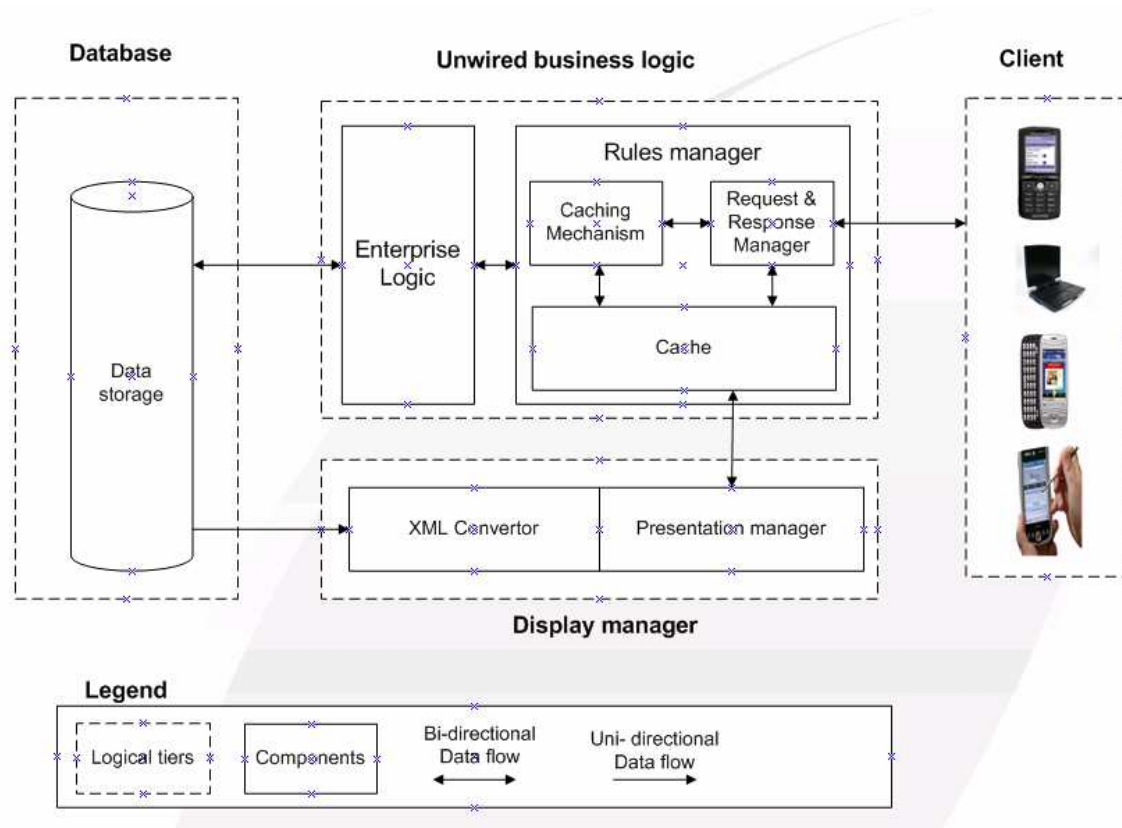 Database
Unwired business logic
Client
Rules manager
Caching
Mechanism
Request &
Response
Manager
Enterprise
Logic
Cache
Data
storage
XML Convertor
Presentation manager
Display manager
Legend
Logical tiers
Components
Bi-directional
Data flow
Uni- directional
Data flow